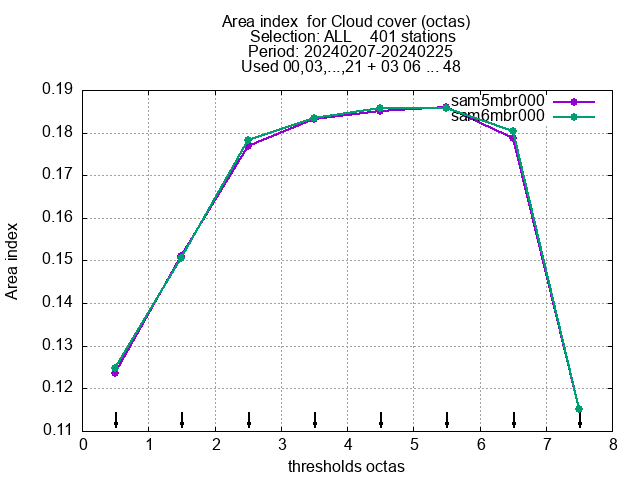 Area index  for Cloud cover (octas)
Selection: ALL    401 stations
Period: 20240207-20240225
Used 00,03,...,21 + 03 06 ... 48
sam5mbr000
sam6mbr000
0.19
0.18
0.17
0.16
0.15
0.14
0.13
0.12
0.11
Area index
0 1 2 3 4 5 6 7 8
thresholds octas